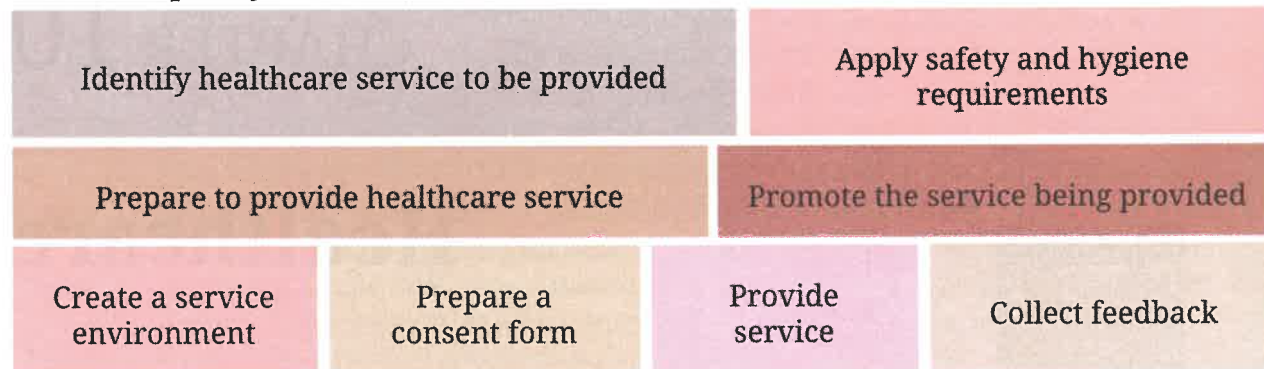 Identify healthcare service to be provided
Apply safety and hygiene
requirements
Prepare to provide healthcare service
Promote the service being provided
Create a service
environment
Prepare a
consent form
Provide
service
Collect feedback